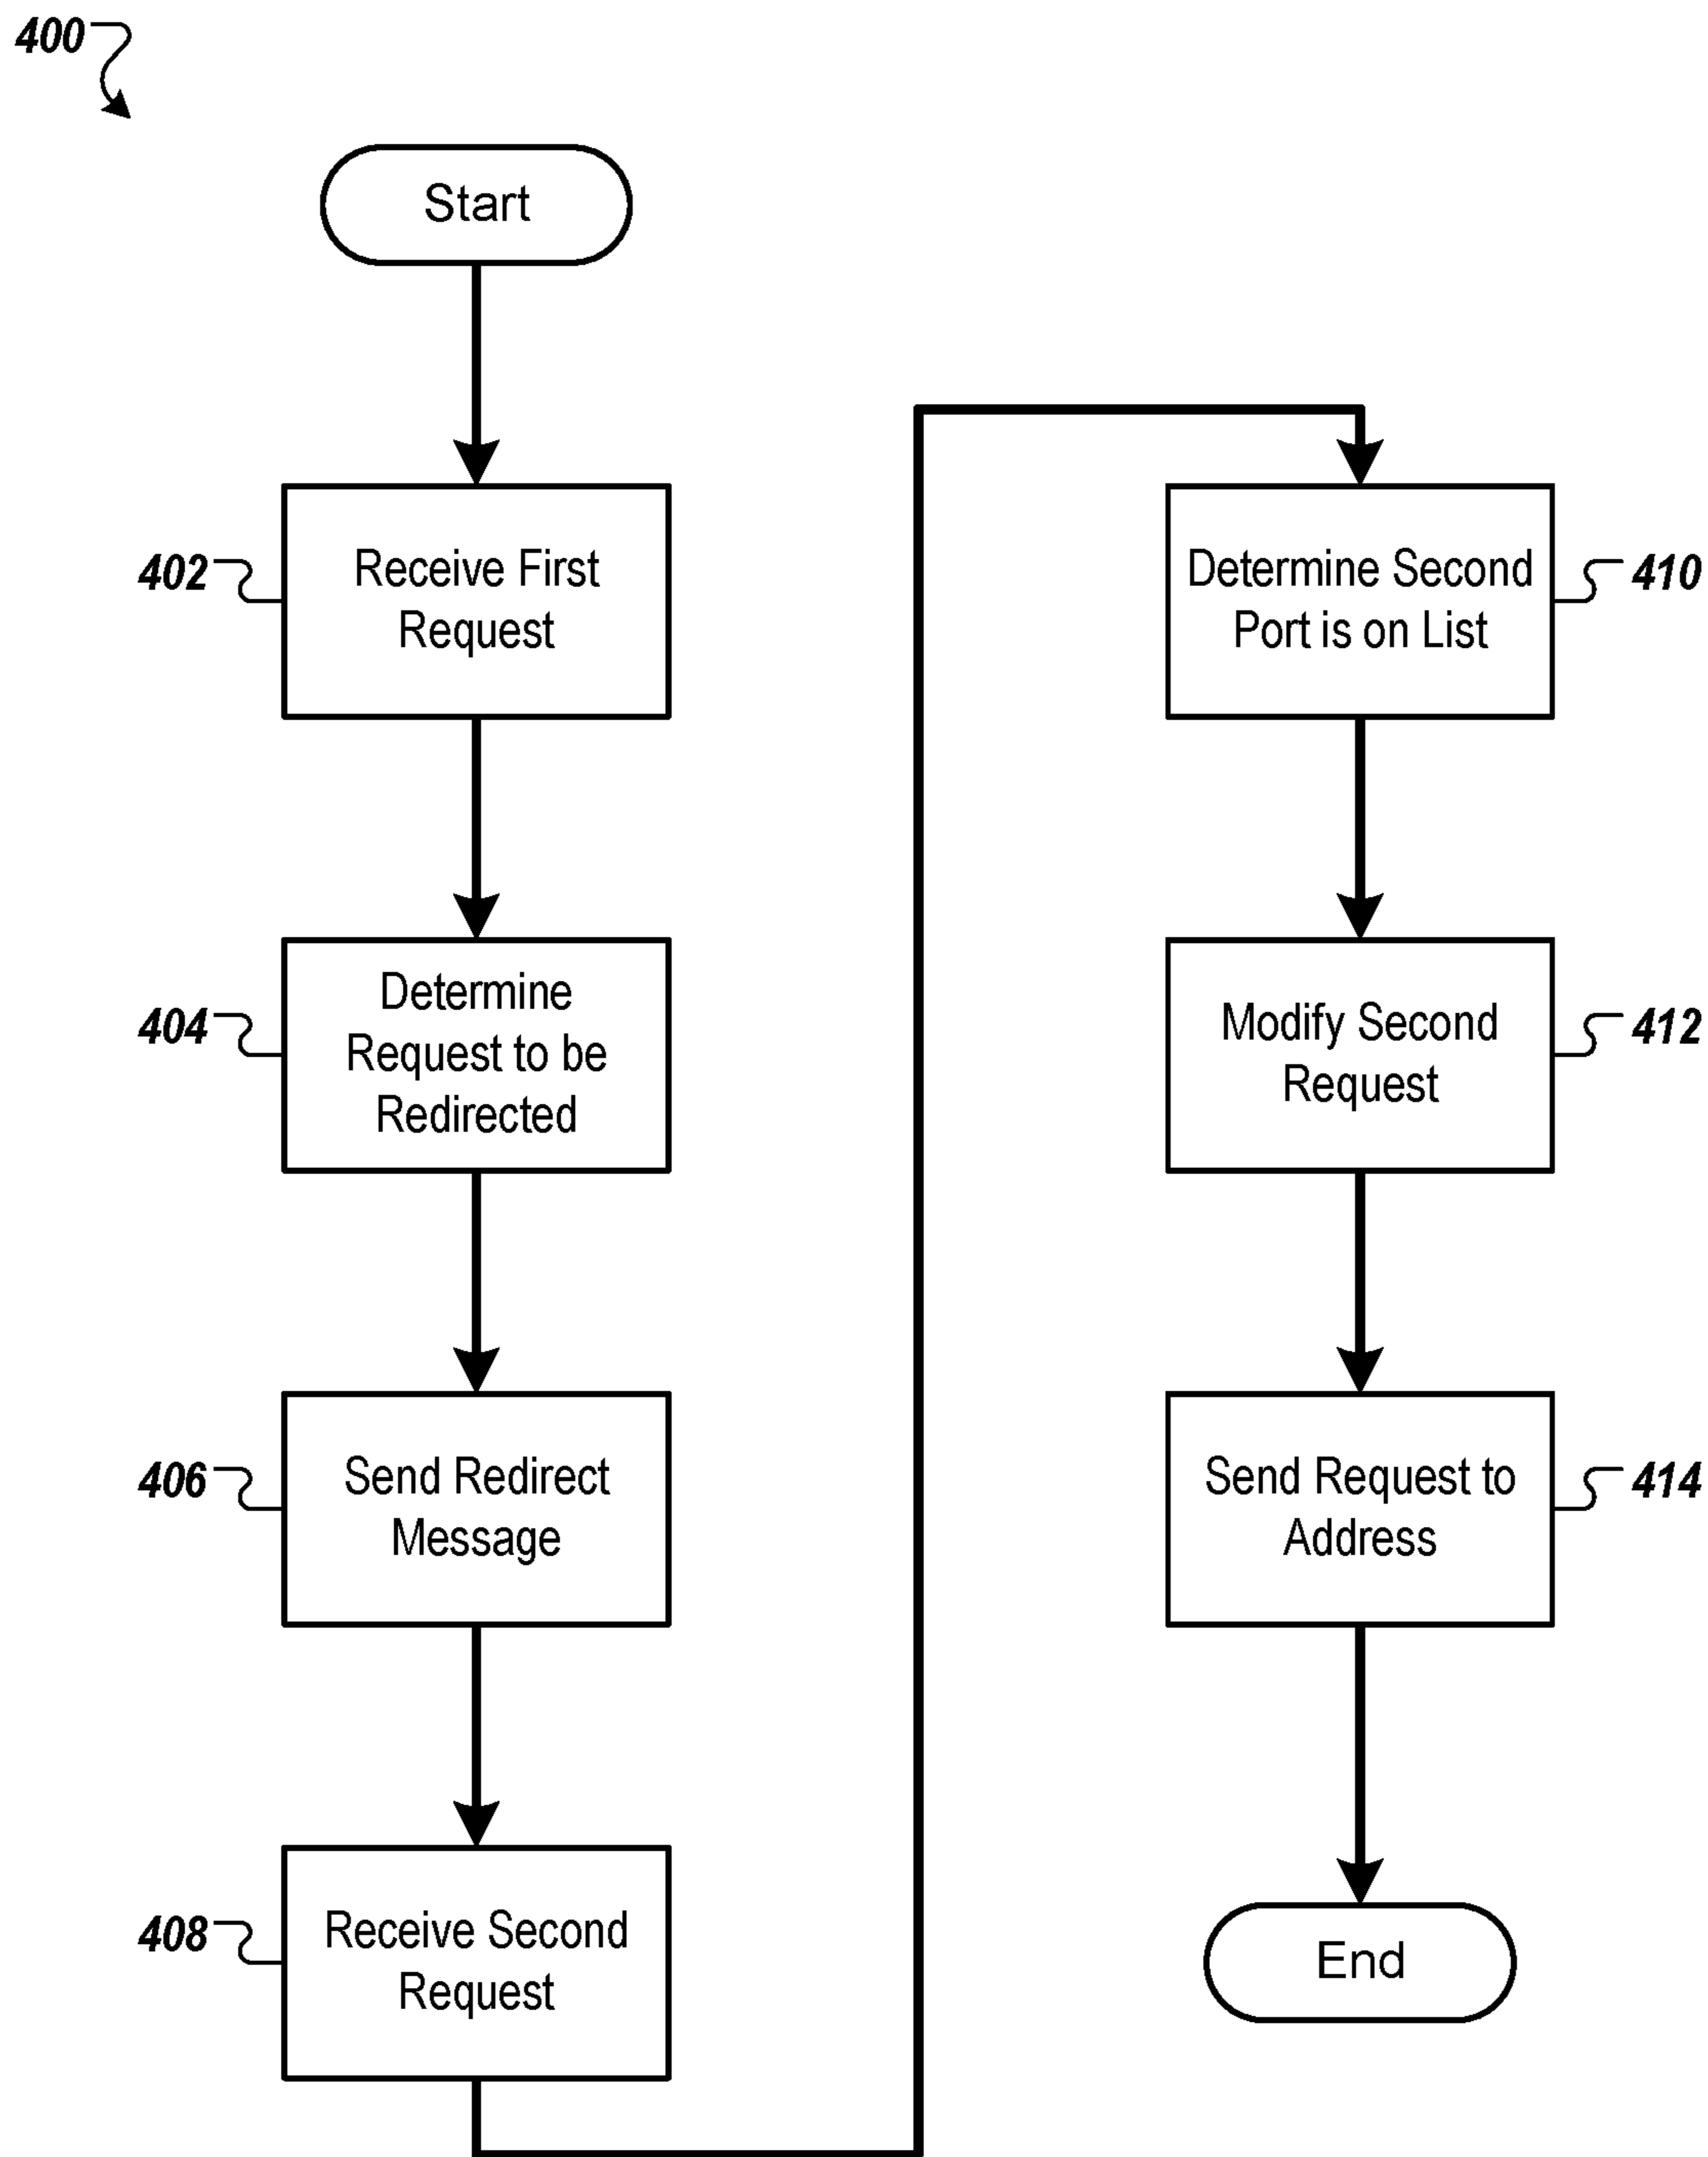 400
Start
402
Receive First
Request
404
Determine
Request to be
Redirected
406
Send Redirect
Message
408
Receive Second
Request
Determine Second
Port is on List
410
Modify Second
Request
412
Send Request to
Address
414
End